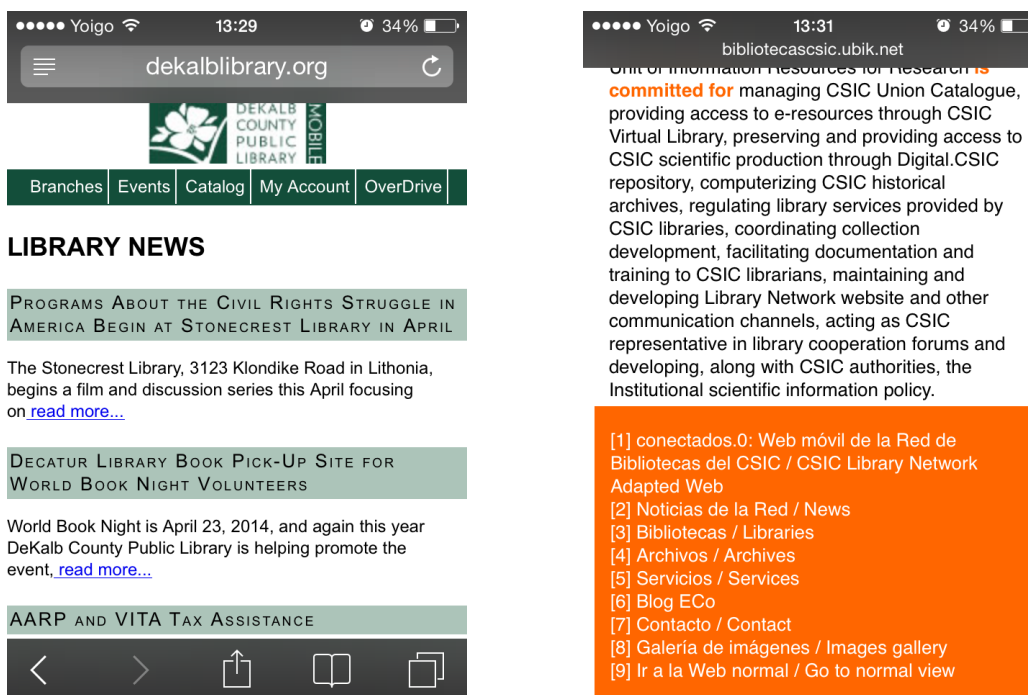 Yoigo 13:29 34%
dekalblibrary.org
DEKALB
COUNTY
PUBLIC
LIBRARY
MOBILE
Branches Events Catalog My Account OverDrive
LIBRARY NEWS
PROGRAMS ABOUT THE CIVIL RIGHTS STRUGGLE IN
AMERICA BEGIN AT STONECREST LIBRARY IN APRIL
The Stonecrest Library, 3123 Klondike Road in Lithonia,
begins a film and discussion series this April focusing
on read more...
DECATUR LIBRARY BOOK PICK-UP SITE FOR
WORLD BOOK NIGHT VOLUNTEERS
World Book Night is April 23, 2014, and again this year
DeKalb County Public Library is helping promote the
event, read more...
AARP AND VITA TAX ASSISTANCE
Yoigo 13:31 34%
bibliotecascsic.ubik.net
Unit of Information Resources for Research is
committed for managing CSIC Union Catalogue,
providing access to e-resources through CSIC
Virtual Library, preserving and providing access to
CSIC scientific production through Digital.CSIC
repository, computerizing CSIC historical
archives, regulating library services provided by
CSIC libraries, coordinating collection
development, facilitating documentation and
training to CSIC librarians, maintaining and
developing Library Network website and other
communication channels, acting as CSIC
representative in library cooperation forums and
developing, along with CSIC authorities, the
Institutional scientific information policy.
[1] conectados.0: Web móvil de la Red de
Bibliotecas del CSIC / CSIC Library Network
Adapted Web
[2] Noticias de la Red / News
[3] Bibliotecas / Libraries
[4] Archivos / Archives
[5] Servicios / Services
[6] Blog ECo
[7] Contacto / Contact
[8] Galería de imágenes / Images gallery
[9] Ir a la Web normal / Go to normal view